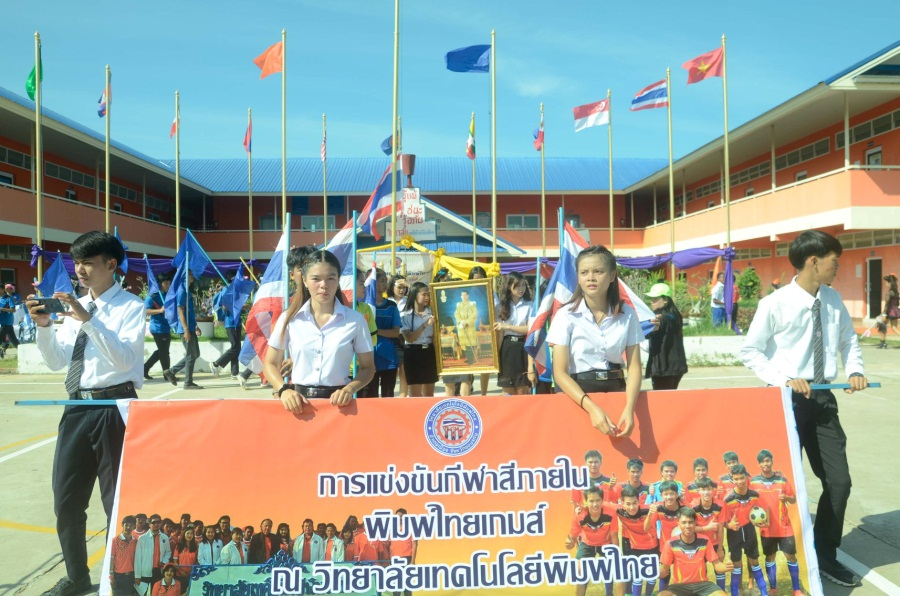 การแข่งขันกีฬาสีภายใน
พิมพ์ไทยเกมส์
ณ วิทยาลัยเทคโนโลยีพิมพ์ไทย